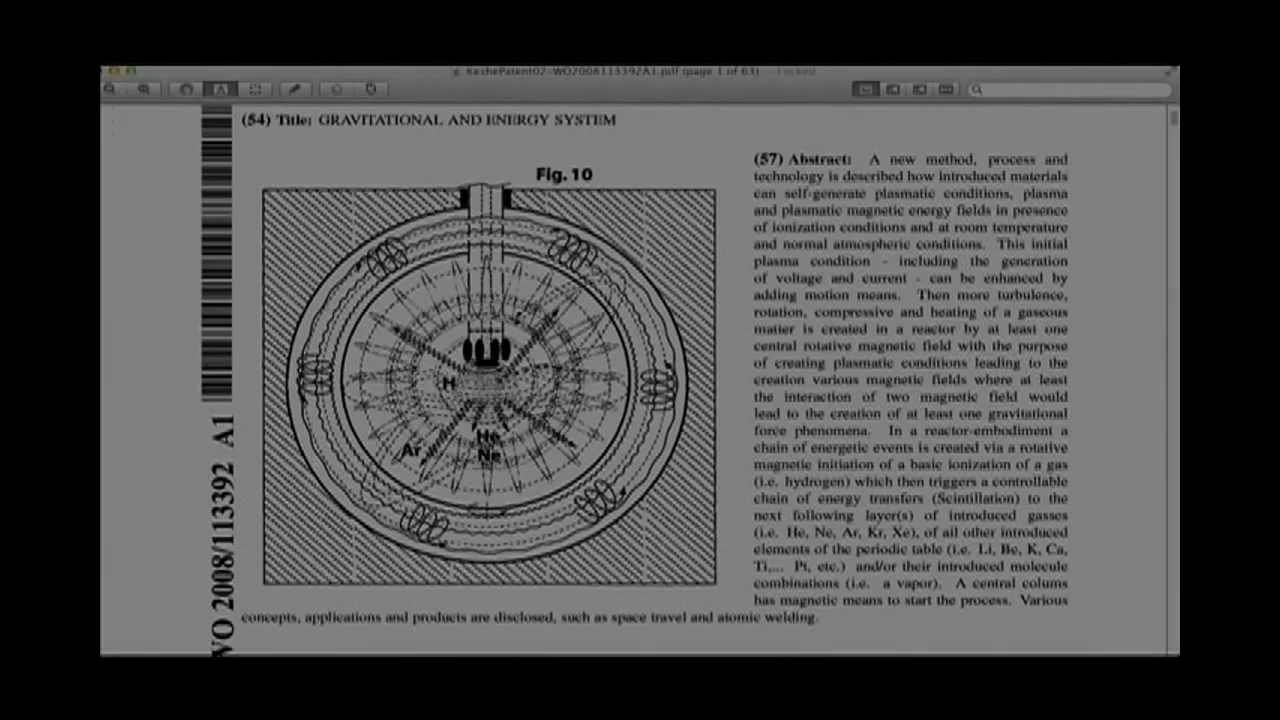 KeshePatent02-WO2008113392A1.pdf (page 1 of 63) Locked
(54) Title: GRAVITATIONAL AND ENERGY SYSTEM
Fig. 10
H
Ar
He
Ne
WO 2008/113392 A1
(57) Abstract: A new method, process and
technology is described how introduced materials
can self-generate plasmatic conditions, plasma
and plasmatic magnetic energy fields in presence
of ionization conditions and at room temperature
and normal atmospheric conditions. This initial
plasma condition - including the generation
of voltage and current - can be enhanced by
adding motion means. Then more turbulence,
rotation, compressive and heating of a gaseous
matter is created in a reactor by at least one
central rotative magnetic field with the purpose
of creating plasmatic conditions leading to the
creation various magnetic fields where at least
the interaction of two magnetic field would
lead to the creation of at least one gravitational
force phenomena. In a reactor-embodiment a
chain of energetic events is created via a rotative
magnetic initiation of a basic ionization of a gas
(i.e. hydrogen) which then triggers a controllable
chain of energy transfers (Scintillation) to the
next following layer(s) of introduced gasses
(i.e. He, Ne, Ar, Kr, Xe), of all other introduced
elements of the periodic table (i.e. Li, Be, K, Ca,
Ti,... Pi, etc.) and/or their introduced molecule
combinations (i.e. a vapor). A central colums
has magnetic means to start the process. Various
concepts, applications and products are disclosed, such as space travel and atomic welding.